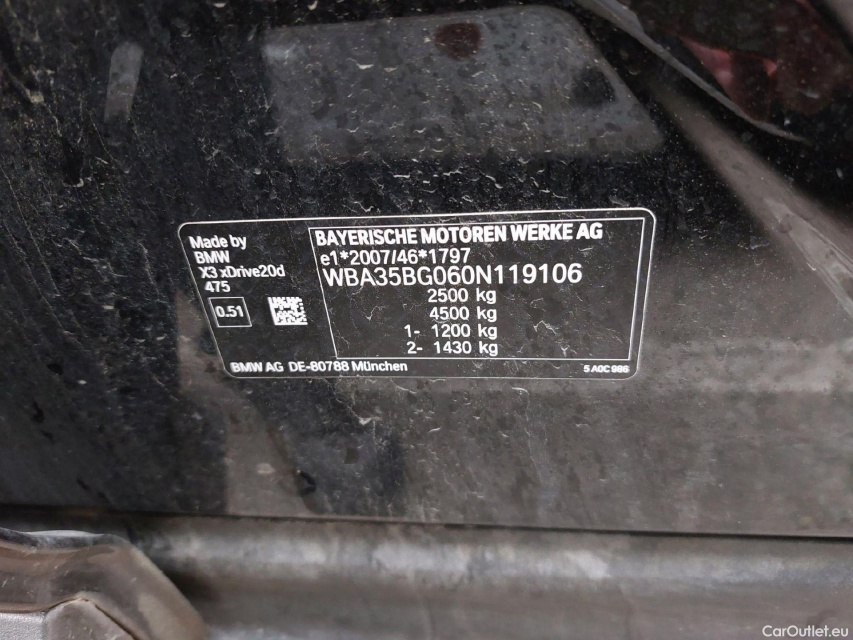 Made by
BMW
X3 xDrive20d
475
0.51
BAYERISCHE MOTOREN WERKE AG
e1*2007/46*1797
WBA35BG060N119106
2500 kg
4500 kg
1- 1200 kg
2- 1430 kg
BMW AG DE-80788 München
5 A0C 986
CarOutlet.eu